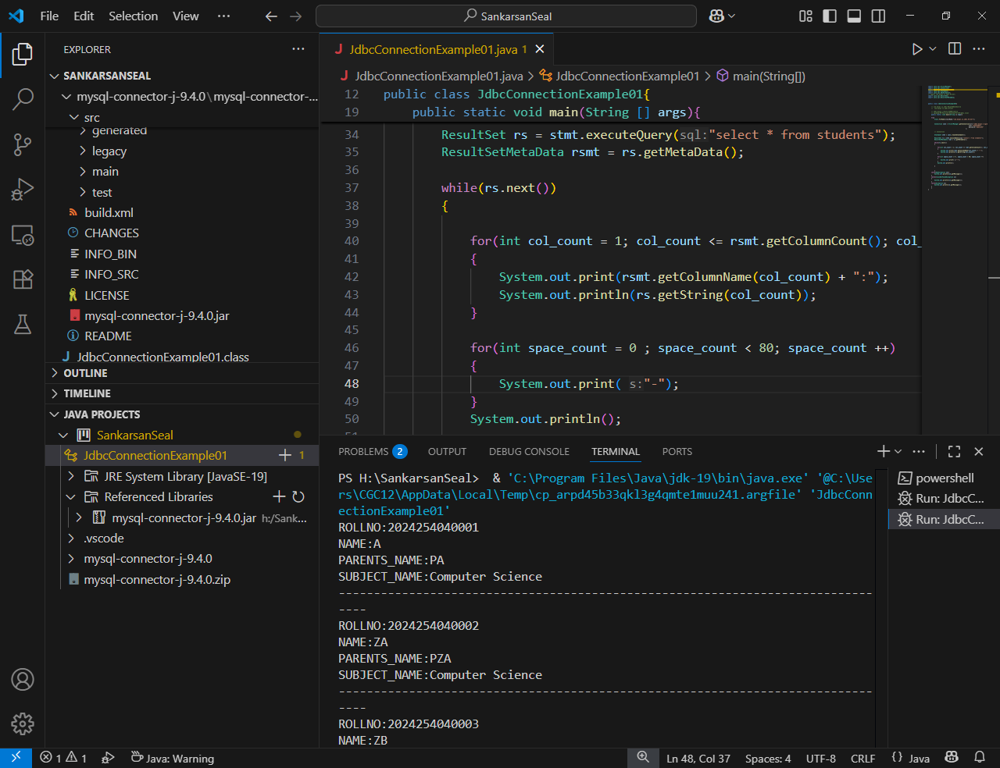 File Edit Selection View ··· SankarsanSeal
EXPLORER ···
SANKARSANSEAL
mysql-connector-j-9.4.0\mysql-connector-...
src
generated
legacy
main
test
build.xml
CHANGES
INFO_BIN
INFO_SRC
LICENSE
mysql-connector-j-9.4.0.jar
README
JdbcConnectionExample01.class
OUTLINE
TIMELINE
JAVA PROJECTS
SankarsanSeal
JdbcConnectionExample01 1
JRE System Library [JavaSE-19]
Referenced Libraries
mysql-connector-j-9.4.0.jar h:/Sank...
.vscode
mysql-connector-j-9.4.0
mysql-connector-j-9.4.0.zip
JdbcConnectionExample01.java 1
JdbcConnectionExample01.java > JdbcConnectionExample01 > main(String[])
12 public class JdbcConnectionExample01{
19 public static void main(String [] args){
34 ResultSet rs = stmt.executeQuery(sql:"select * from students");
35 ResultSetMetaData rsmt = rs.getMetaData();
36
37 while(rs.next())
38 {
39
40 for(int col_count = 1; col_count <= rsmt.getColumnCount(); col_
41 {
42 System.out.print(rsmt.getColumnName(col_count) + ":");
43 System.out.println(rs.getString(col_count));
44 }
45
46 for(int space_count = 0 ; space_count < 80; space_count ++)
47 {
48 System.out.print( s:"-");
49 }
50 System.out.println();
PROBLEMS 2 OUTPUT DEBUG CONSOLE TERMINAL PORTS
PS H:\SankarsanSeal>  & 'C:\Program Files\Java\jdk-19\bin\java.exe' '@C:\Use
rs\CGC12\AppData\Local\Temp\cp_arpd45b33qkl3g4qmte1muu241.argfile' 'JdbcConn
ectionExample01'
ROLLNO:2024254040001
NAME:A
PARENTS_NAME:PA
SUBJECT_NAME:Computer Science
----------------------------------------------------------------------------
----
ROLLNO:2024254040002
NAME:ZA
PARENTS_NAME:PZA
SUBJECT_NAME:Computer Science
----------------------------------------------------------------------------
----
ROLLNO:2024254040003
NAME:ZB
powershell
Run: JdbcC...
Run: JdbcC...
1 1 Java: Warning Ln 48, Col 37 Spaces: 4 UTF-8 CRLF {} Java